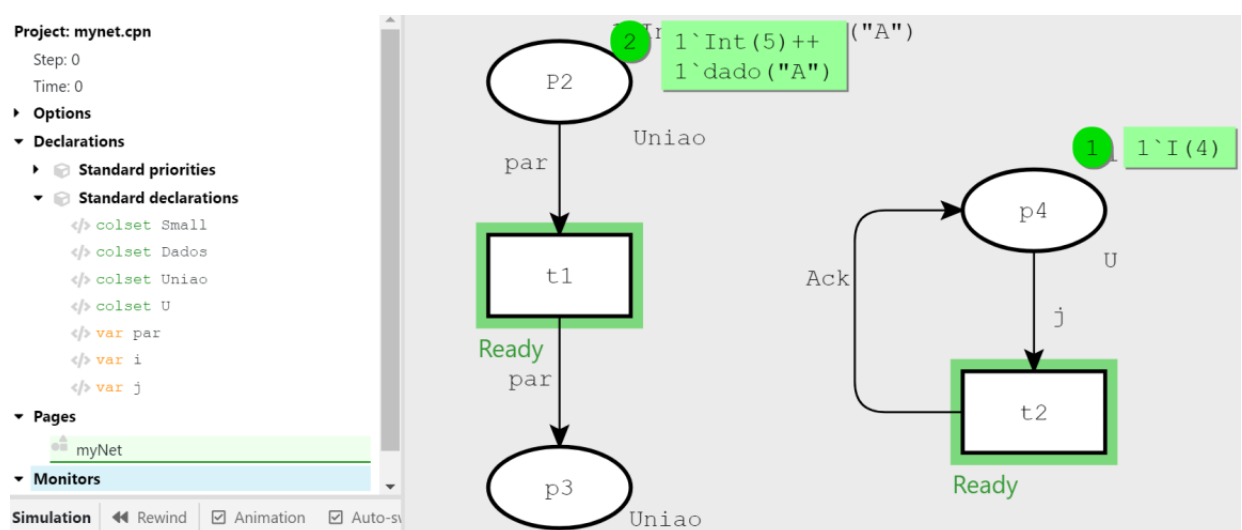 Project: mynet.cpn
Step: 0
Time: 0
Options
Declarations
Standard priorities
Standard declarations
colset Small
colset Dados
colset Uniao
colset U
var par
var i
var j
Pages
myNet
Monitors
Simulation
Rewind
Animation
("A")
2
1`Int(5)++
1`dado("A")
P2
Uniao
par
t1
Ready
par
p3
Uniao
1
1`I(4)
p4
U
Ack
j
t2
Ready